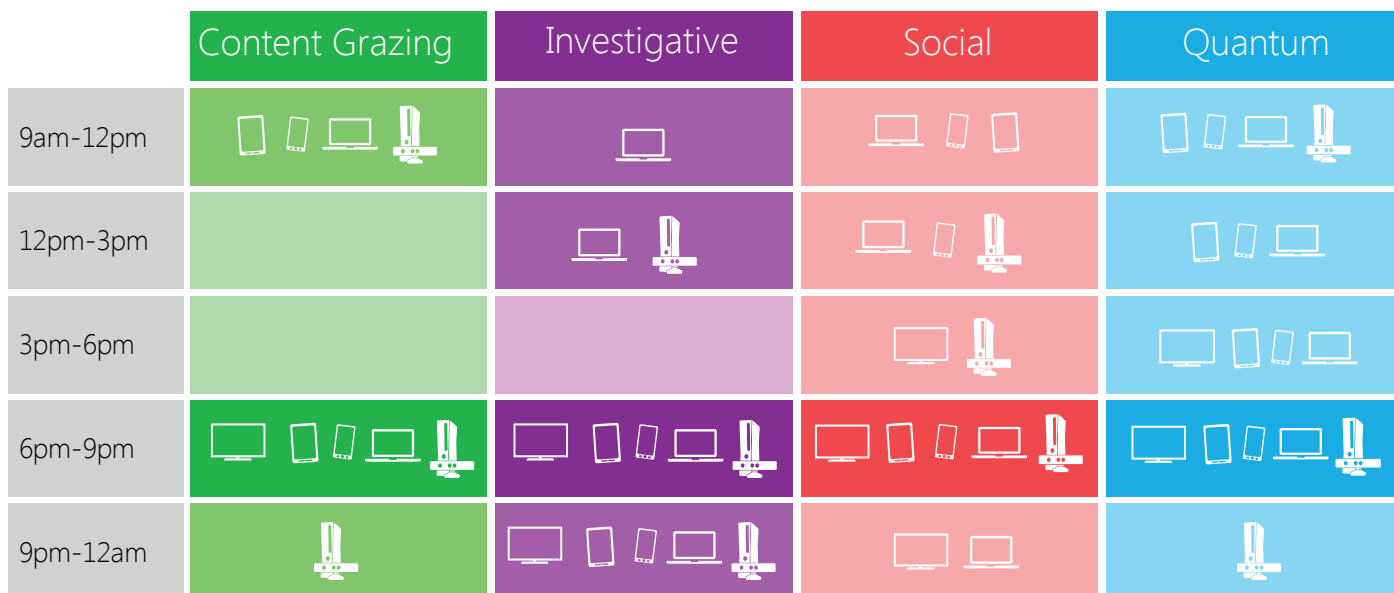 Content Grazing Investigative Social Quantum
9am-12pm
12pm-3pm
3pm-6pm
6pm-9pm
9pm-12am